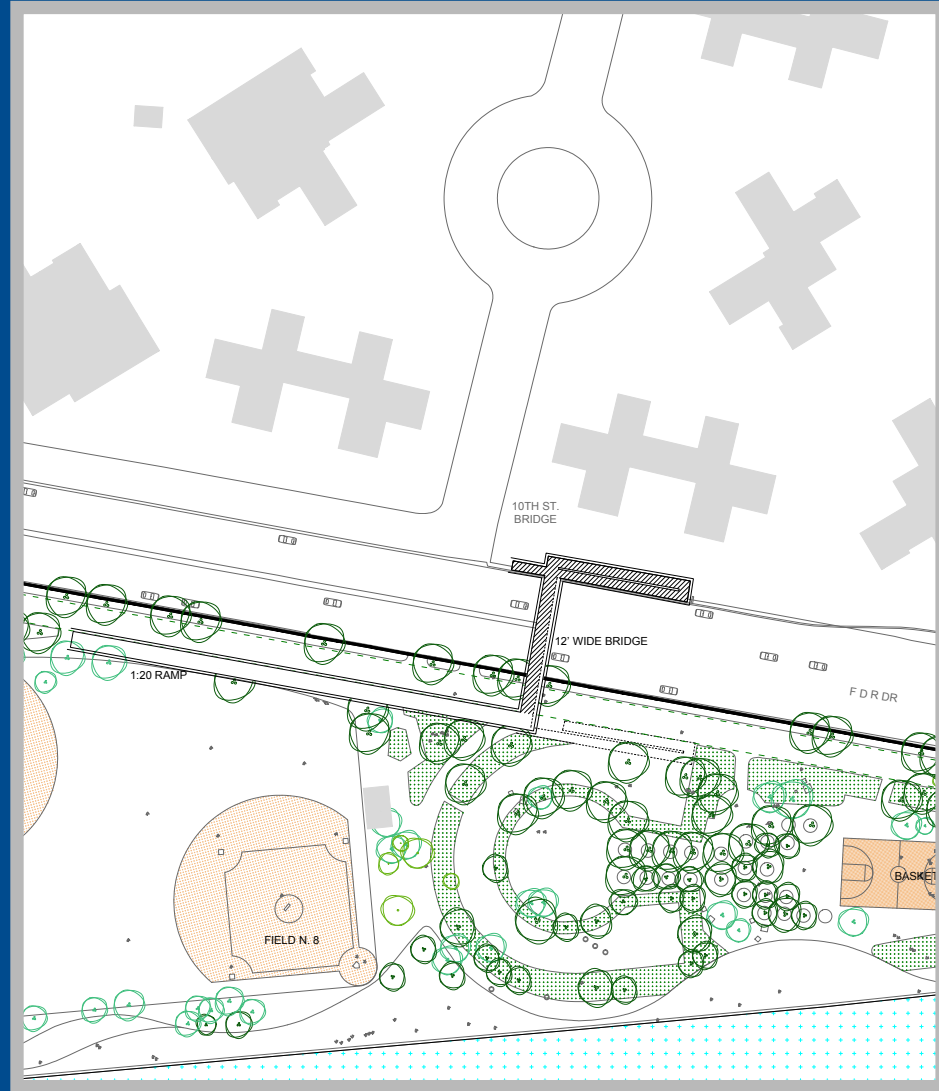 10TH ST.
BRIDGE
12' WIDE BRIDGE
1:20 RAMP
F D R DR
BASKET
FIELD N. 8